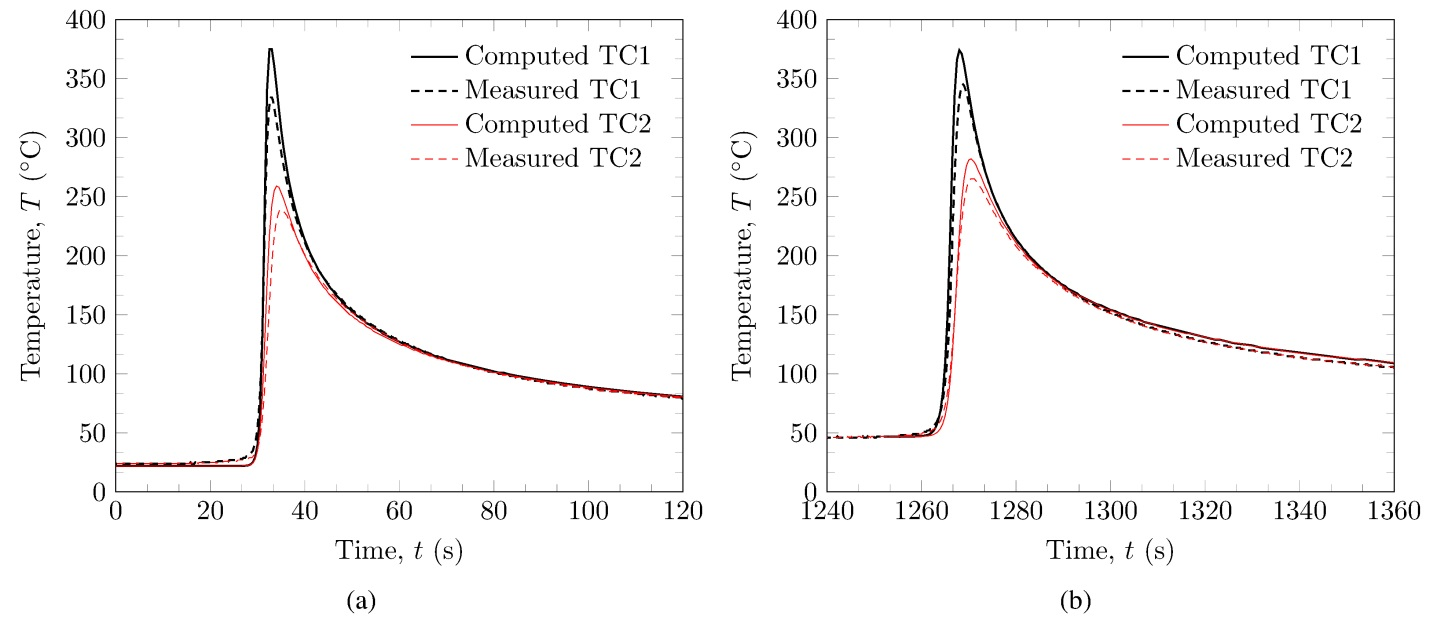 400
350
300
250
200
150
100
50
0
Temperature, T (°C)
0 20 40 60 80 100 120
Time, t (s)
Computed TC1
Measured TC1
Computed TC2
Measured TC2
(a)
400
350
300
250
200
150
100
50
0
Temperature, T (°C)
1240 1260 1280 1300 1320 1340 1360
Time, t (s)
Computed TC1
Measured TC1
Computed TC2
Measured TC2
(b)